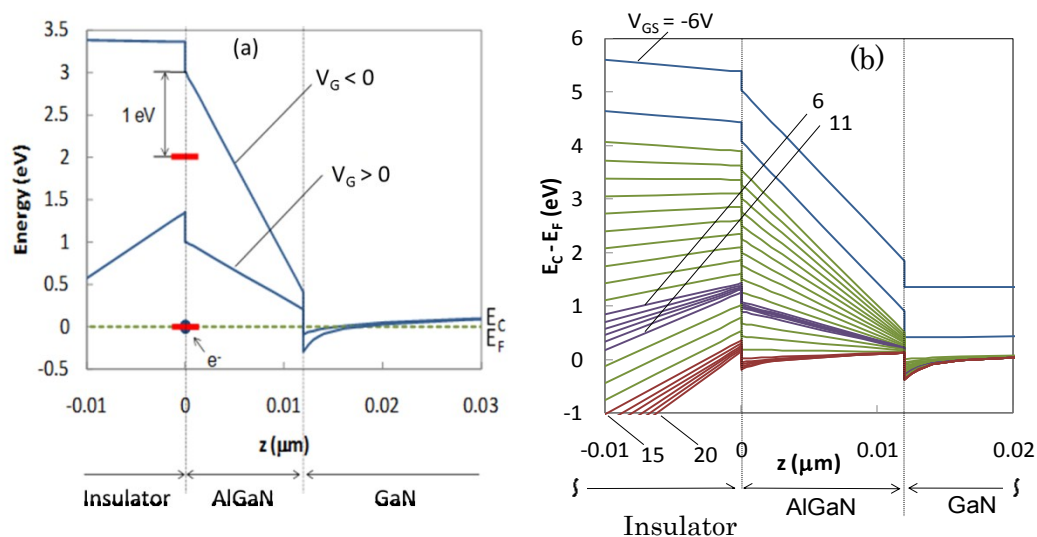 (a)
Energy (eV)
3.5
3
2.5
2
1.5
1
0.5
0
-0.5
1 eV
V_G < 0
V_G > 0
E_C
E_F
e-
-0.01
0
0.01
0.02
0.03
z (μm)
Insulator
AlGaN
GaN
V_GS = -6V
(b)
E_C - E_F (eV)
6
5
4
3
2
1
0
-1
6
11
15
20
-0.01
0
0.01
0.02
z (μm)
Insulator
AlGaN
GaN